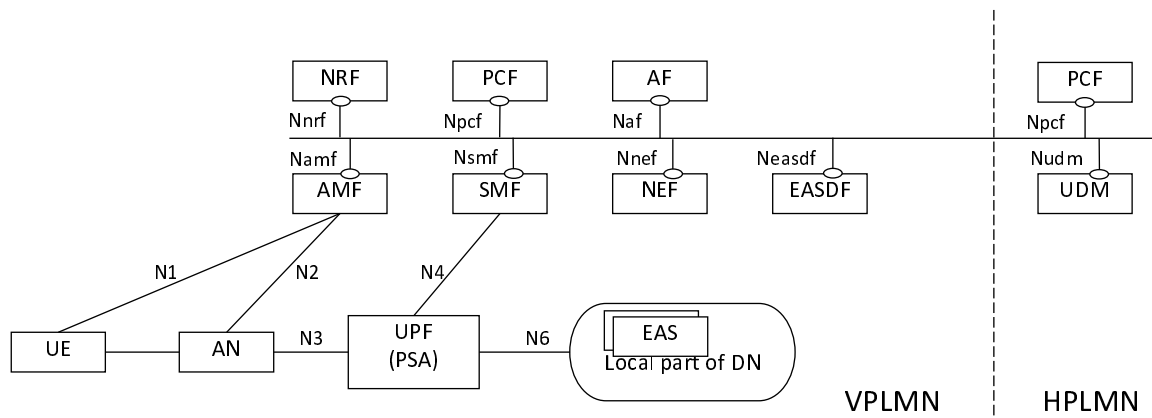 NRF
PCF
AF
PCF
Nnrf
Npcf
Naf
Npcf
Namf
Nsmf
Nnef
Neasdf
Nudm
AMF
SMF
NEF
EASDF
UDM
N1
N2
N4
UE
AN
N3
UPF
(PSA)
N6
EAS
Local part of DN
VPLMN
HPLMN